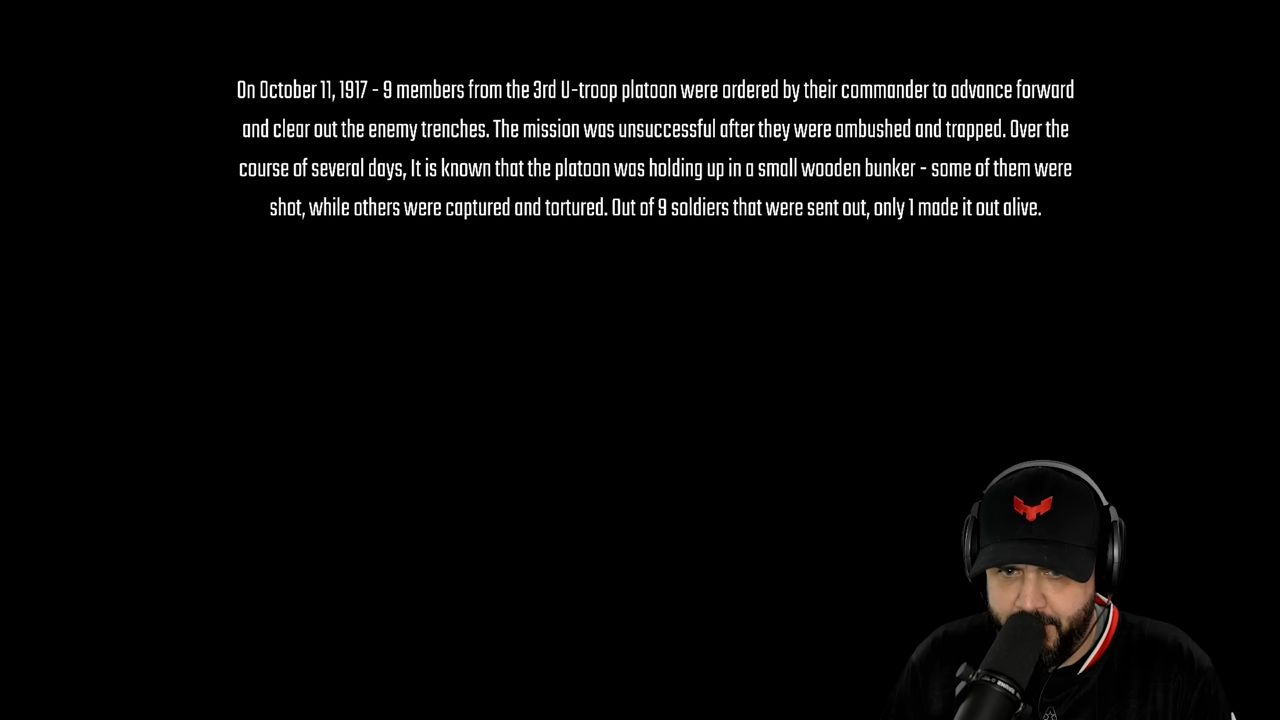 On October 11, 1917 - 9 members from the 3rd U-troop platoon were ordered by their commander to advance forward
and clear out the enemy trenches. The mission was unsuccessful after they were ambushed and trapped. Over the
course of several days, It is known that the platoon was holding up in a small wooden bunker - some of them were
shot, while others were captured and tortured. Out of 9 soldiers that were sent out, only 1 made it out alive.